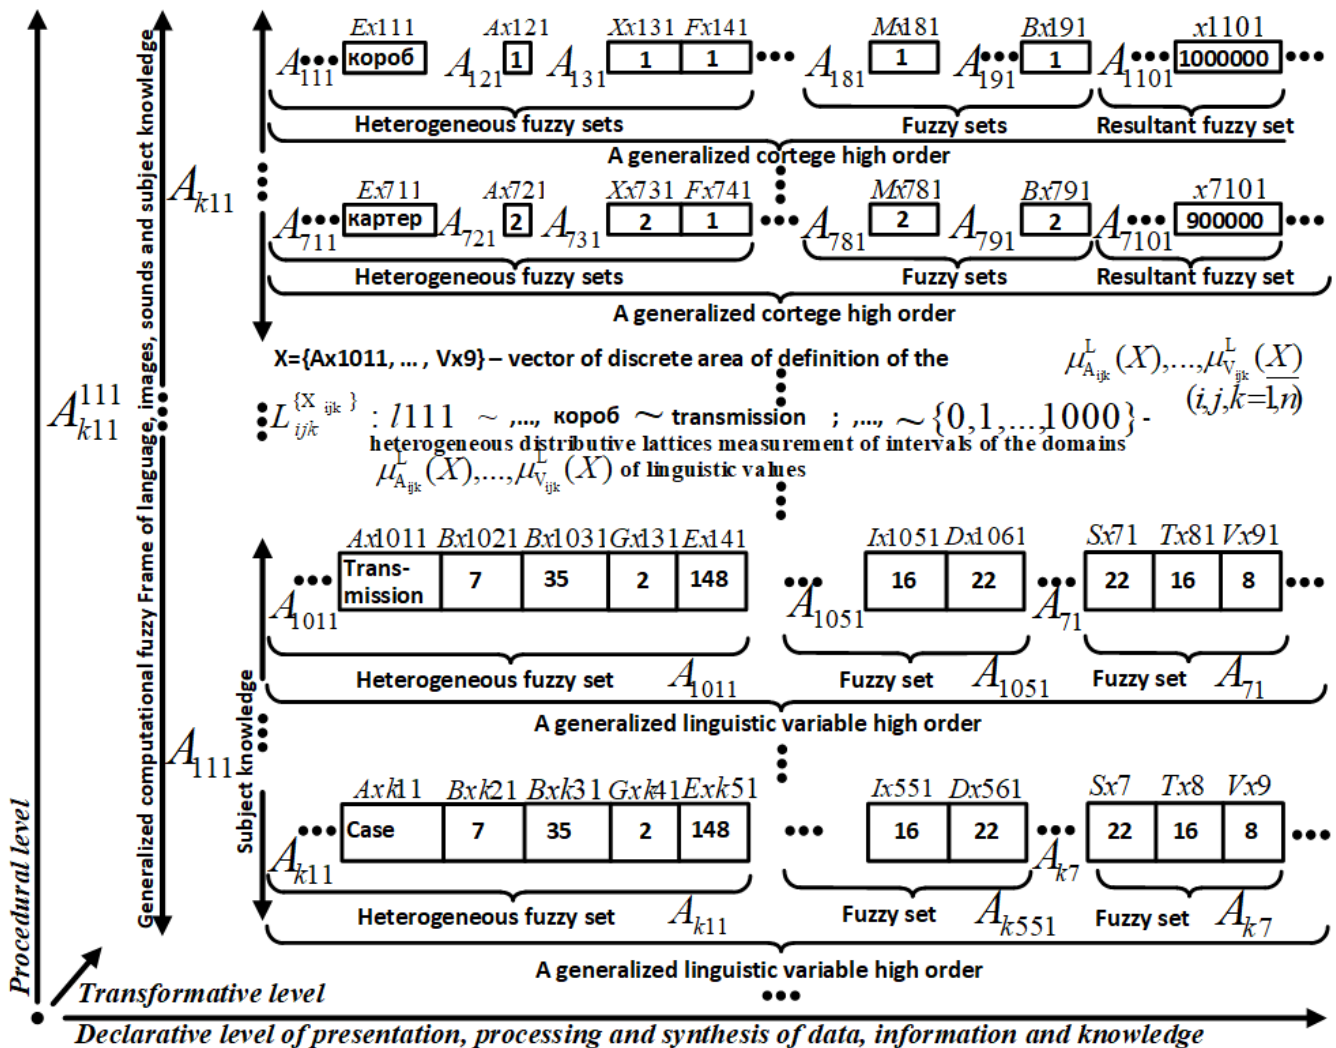 Ex111 Ax121 Xx131 Fx141 Mx181 Bx191 x1101
A111 ••• короб A121 1 A131 1 1 ••• A181 1 A191 ••• 1 A1101 ••• 1000000 •••
Heterogeneous fuzzy sets Fuzzy sets Resultant fuzzy set
A generalized cortege high order
Ak11
Ex711 Ax721 Xx731 Fx741 Mx781 Bx791 x7101
A711 ••• картер A721 2 A731 2 1 ••• A781 2 A791 2 A7101 ••• 900000 •••
Heterogeneous fuzzy sets Fuzzy sets Resultant fuzzy set
A generalized cortege high order
X={Ax1011, ... , Vx9} – vector of discrete area of definition of the μ^L_Aijk(X),...,μ^L_Vijk(X)
(i,j,k=1,n)
A^111_k11
L^{X ijk}_ijk : l111 ~ ,..., короб ~ transmission ; ,..., ~{0,1,...,1000}-
heterogeneous distributive lattices measurement of intervals of the domains
μ^L_Aijk(X),...,μ^L_Vijk(X) of linguistic values
Ax1011 Bx1021 Bx1031 Gx131 Ex141 Ix1051 Dx1061 Sx71 Tx81 Vx91
••• Trans-
mission 7 35 2 148 ••• 16 22 ••• 22 16 8 •••
A1011 A1051 A71
Heterogeneous fuzzy set A1011 Fuzzy set A1051 Fuzzy set A71
A generalized linguistic variable high order
A111
Axk11 Bxk21 Bxk31 Gxk41 Exk51 Ix551 Dx561 Sx7 Tx8 Vx9
••• Case 7 35 2 148 ••• 16 22 ••• 22 16 8 •••
Ak11 Ak7
Heterogeneous fuzzy set Ak11 Fuzzy set Ak551 Fuzzy set Ak7
A generalized linguistic variable high order
Subject knowledge
Generalized computational fuzzy Frame of language, images, sounds and subject knowledge
Procedural level
Transformative level
Declarative level of presentation, processing and synthesis of data, information and knowledge